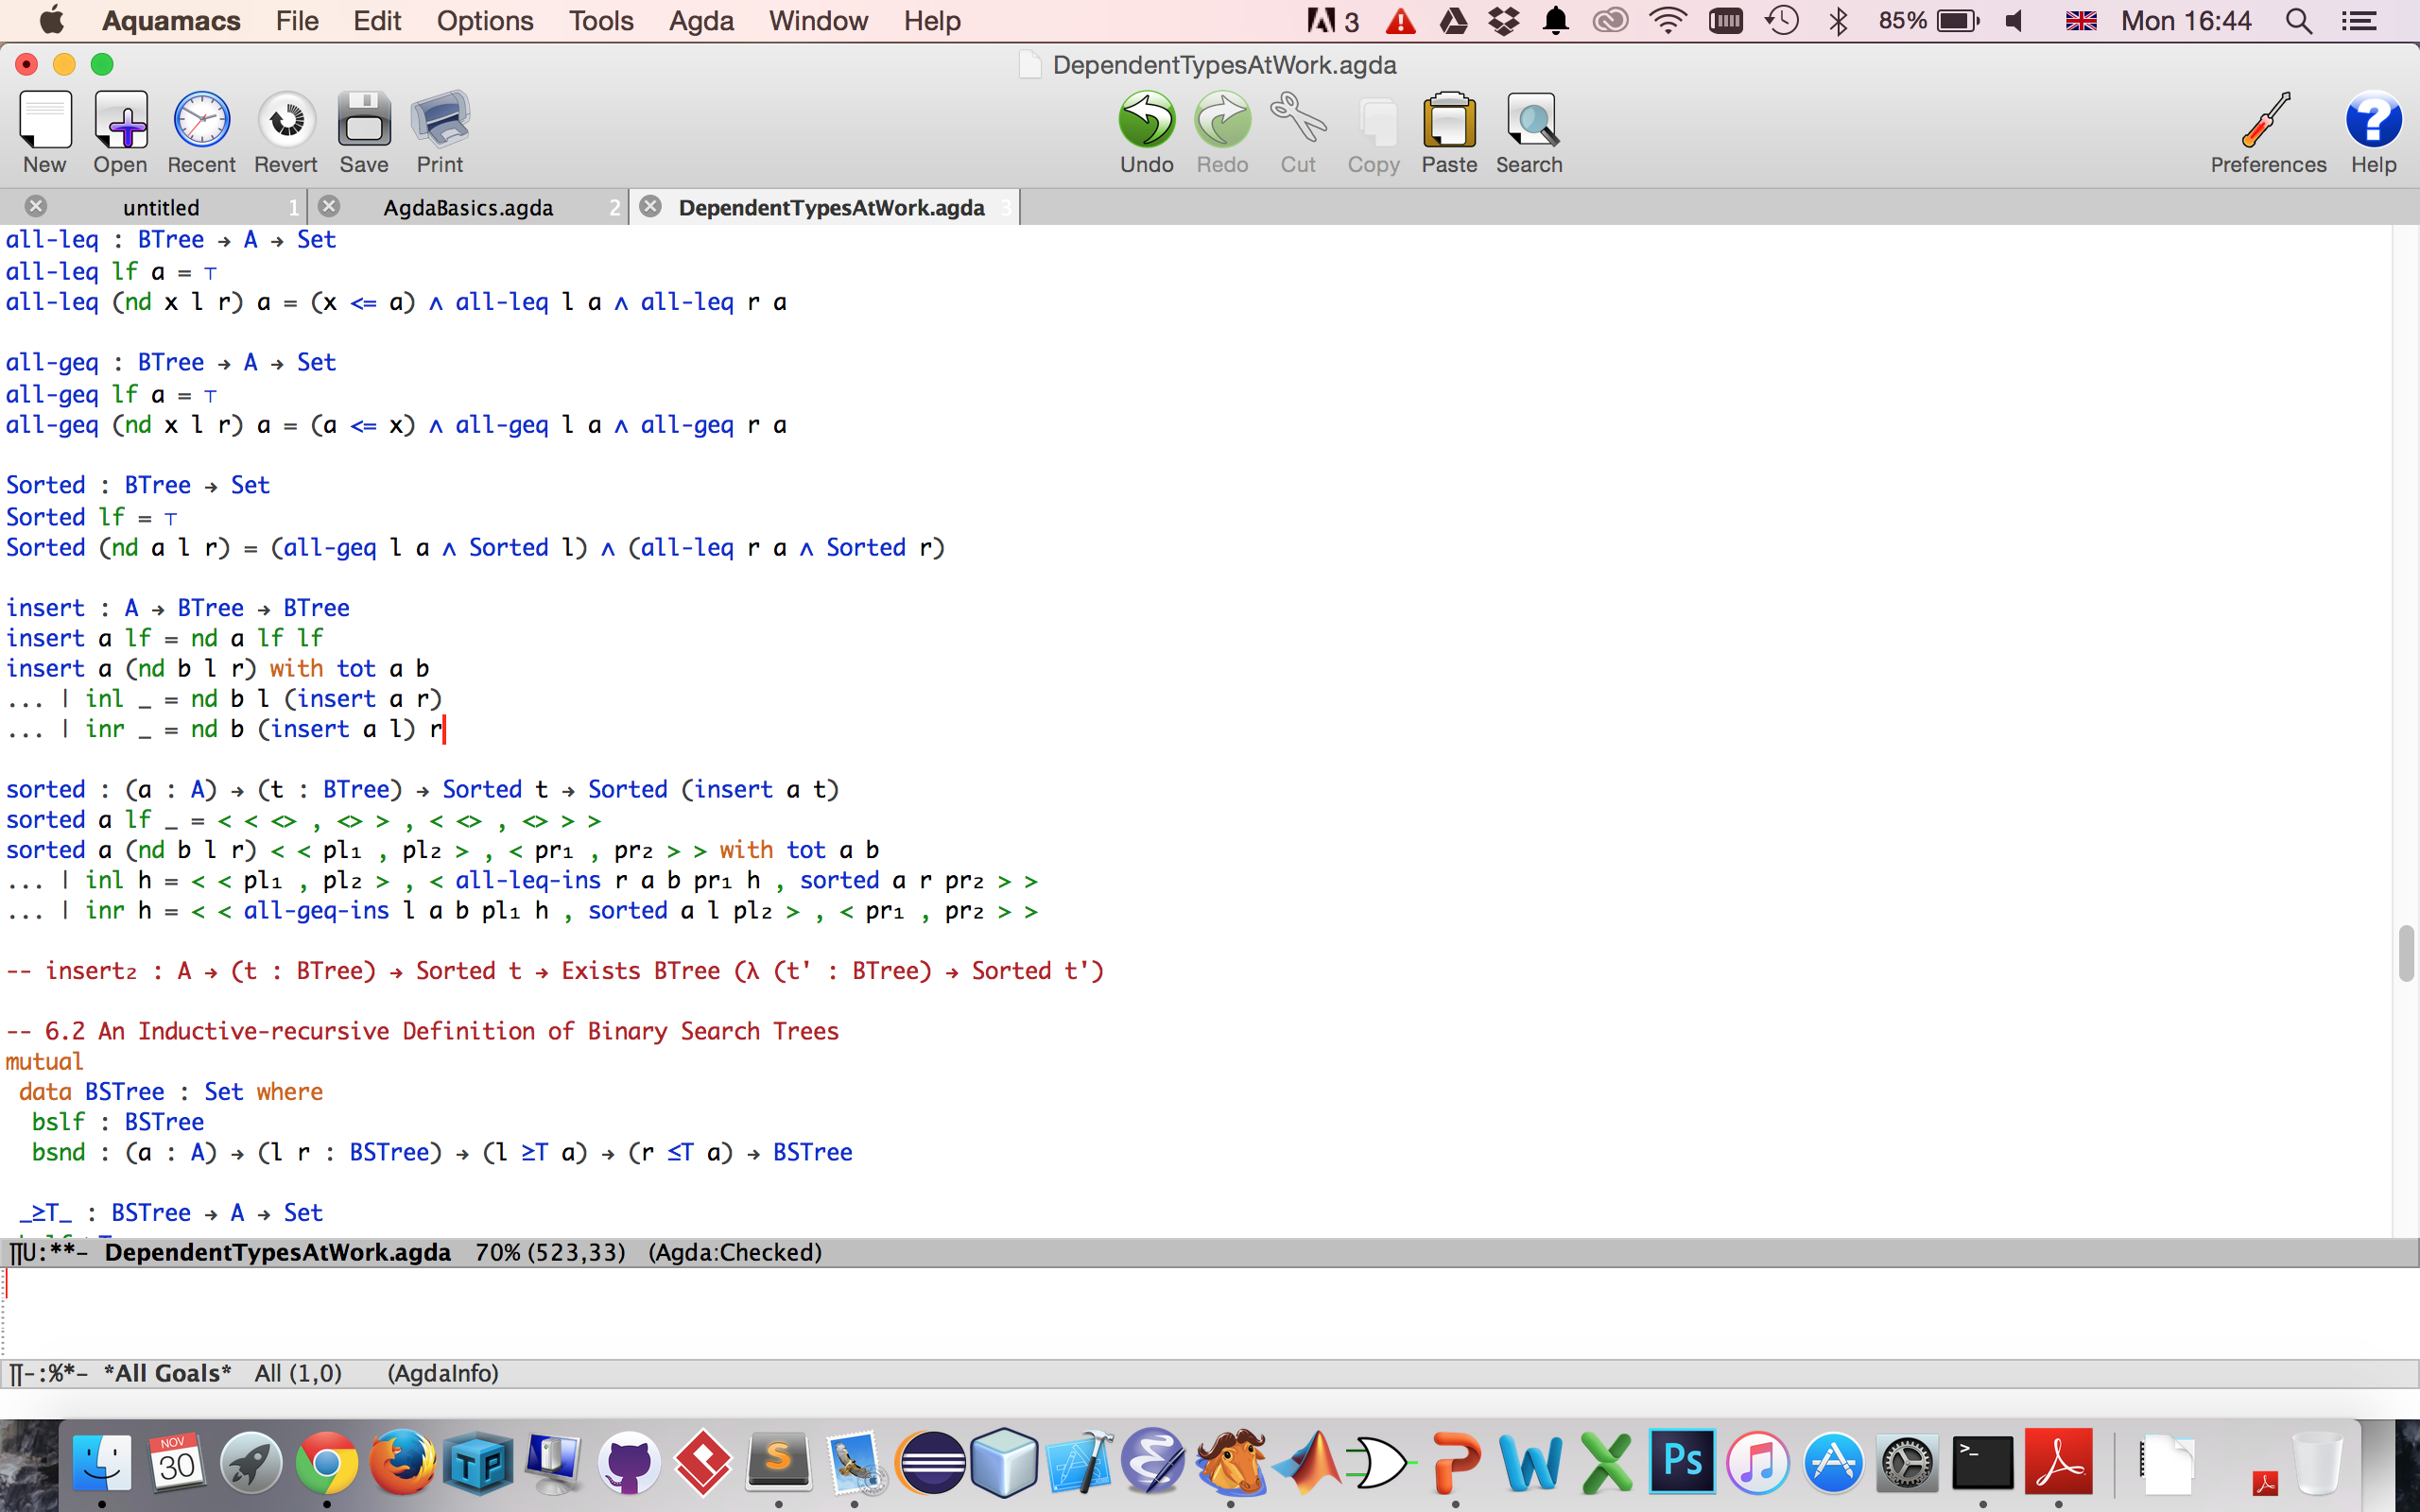 Aquamacs File Edit Options Tools Agda Window Help 3 85% Mon 16:44
DependentTypesAtWork.agda
New Open Recent Revert Save Print Undo Redo Cut Copy Paste Search Preferences Help
untitled 1 AgdaBasics.agda 2 DependentTypesAtWork.agda 3
all-leq : BTree → A → Set
all-leq lf a = ⊤
all-leq (nd x l r) a = (x <= a) ∧ all-leq l a ∧ all-leq r a
all-geq : BTree → A → Set
all-geq lf a = ⊤
all-geq (nd x l r) a = (a <= x) ∧ all-geq l a ∧ all-geq r a
Sorted : BTree → Set
Sorted lf = ⊤
Sorted (nd a l r) = (all-geq l a ∧ Sorted l) ∧ (all-leq r a ∧ Sorted r)
insert : A → BTree → BTree
insert a lf = nd a lf lf
insert a (nd b l r) with tot a b
... | inl _ = nd b l (insert a r)
... | inr _ = nd b (insert a l) r
sorted : (a : A) → (t : BTree) → Sorted t → Sorted (insert a t)
sorted a lf _ = < < <> , <> > , < <> , <> > >
sorted a (nd b l r) < < pl₁ , pl₂ > , < pr₁ , pr₂ > > with tot a b
... | inl h = < < pl₁ , pl₂ > , < all-leq-ins r a b pr₁ h , sorted a r pr₂ > >
... | inr h = < < all-geq-ins l a b pl₁ h , sorted a l pl₂ > , < pr₁ , pr₂ > >
-- insert₂ : A → (t : BTree) → Sorted t → Exists BTree (λ (t' : BTree) → Sorted t')
-- 6.2 An Inductive-recursive Definition of Binary Search Trees
mutual
data BSTree : Set where
bslf : BSTree
bsnd : (a : A) → (l r : BSTree) → (l ≥T a) → (r ≤T a) → BSTree
_≥T_ : BSTree → A → Set
∏U:**- DependentTypesAtWork.agda 70% (523,33) (Agda:Checked)
∏-:%*- *All Goals* All (1,0) (AgdaInfo)
NOV
30
TP
S
Ps
>_